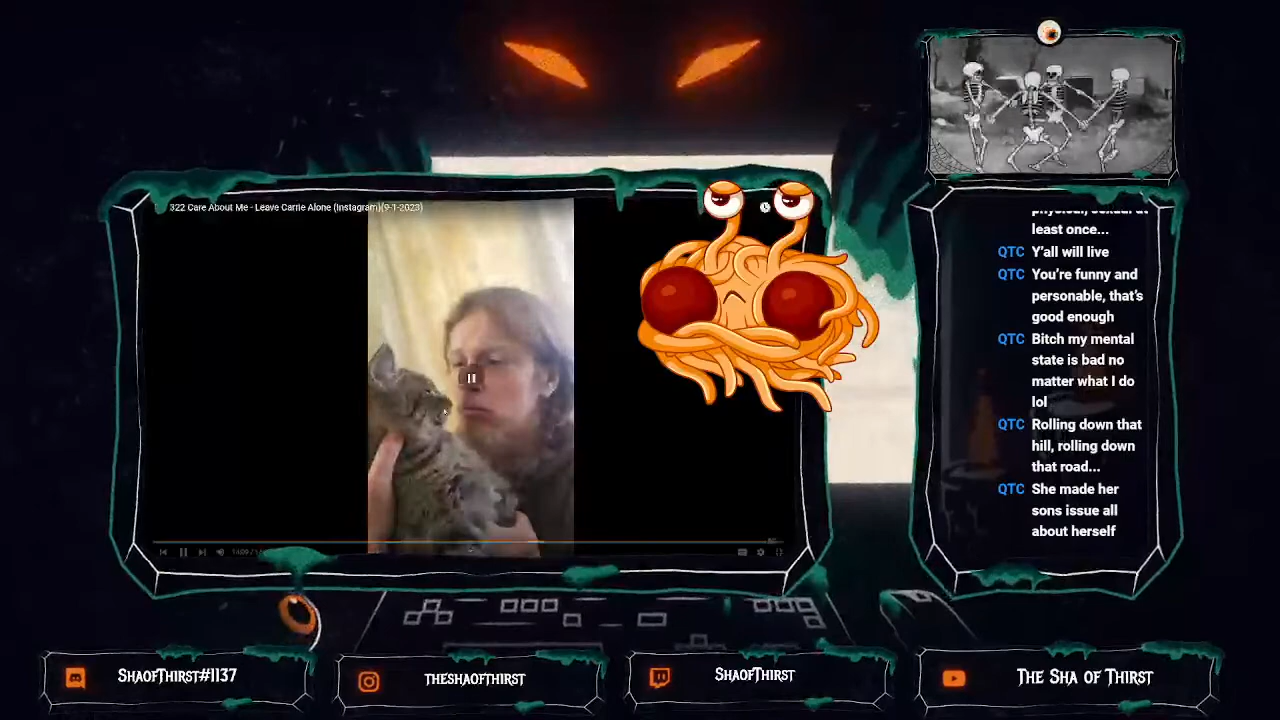 322 Care About Me - Leave Carrie Alone (Instagram)(9-1-2023)
least once...
QTC Y'all will live
QTC You're funny and
personable, that's
good enough
QTC Bitch my mental
state is bad no
matter what I do
lol
QTC Rolling down that
hill, rolling down
that road...
QTC She made her
sons issue all
about herself
ShaofThirst#1137
theshaofthirst
ShaofThirst
The Sha of Thirst